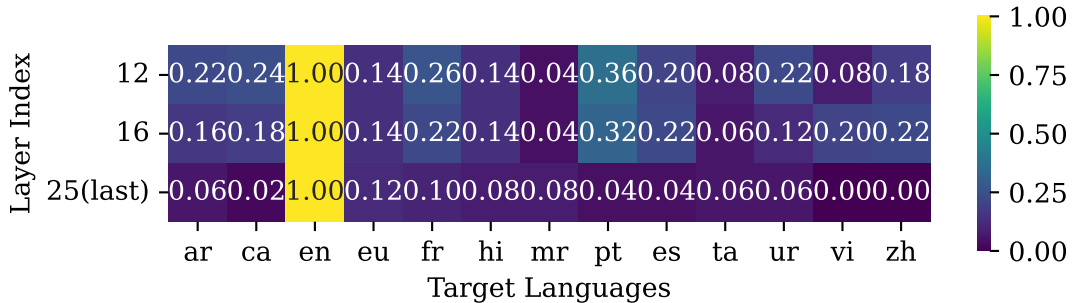 1.00
12 0.22 0.24 1.00 0.14 0.26 0.14 0.04 0.36 0.20 0.08 0.22 0.08 0.18
0.75
16 0.16 0.18 1.00 0.14 0.22 0.14 0.04 0.32 0.22 0.06 0.12 0.20 0.22
0.50
25(last) 0.06 0.02 1.00 0.12 0.10 0.08 0.08 0.04 0.04 0.06 0.06 0.00 0.00
0.25
0.00
Layer Index
ar ca en eu fr hi mr pt es ta ur vi zh
Target Languages